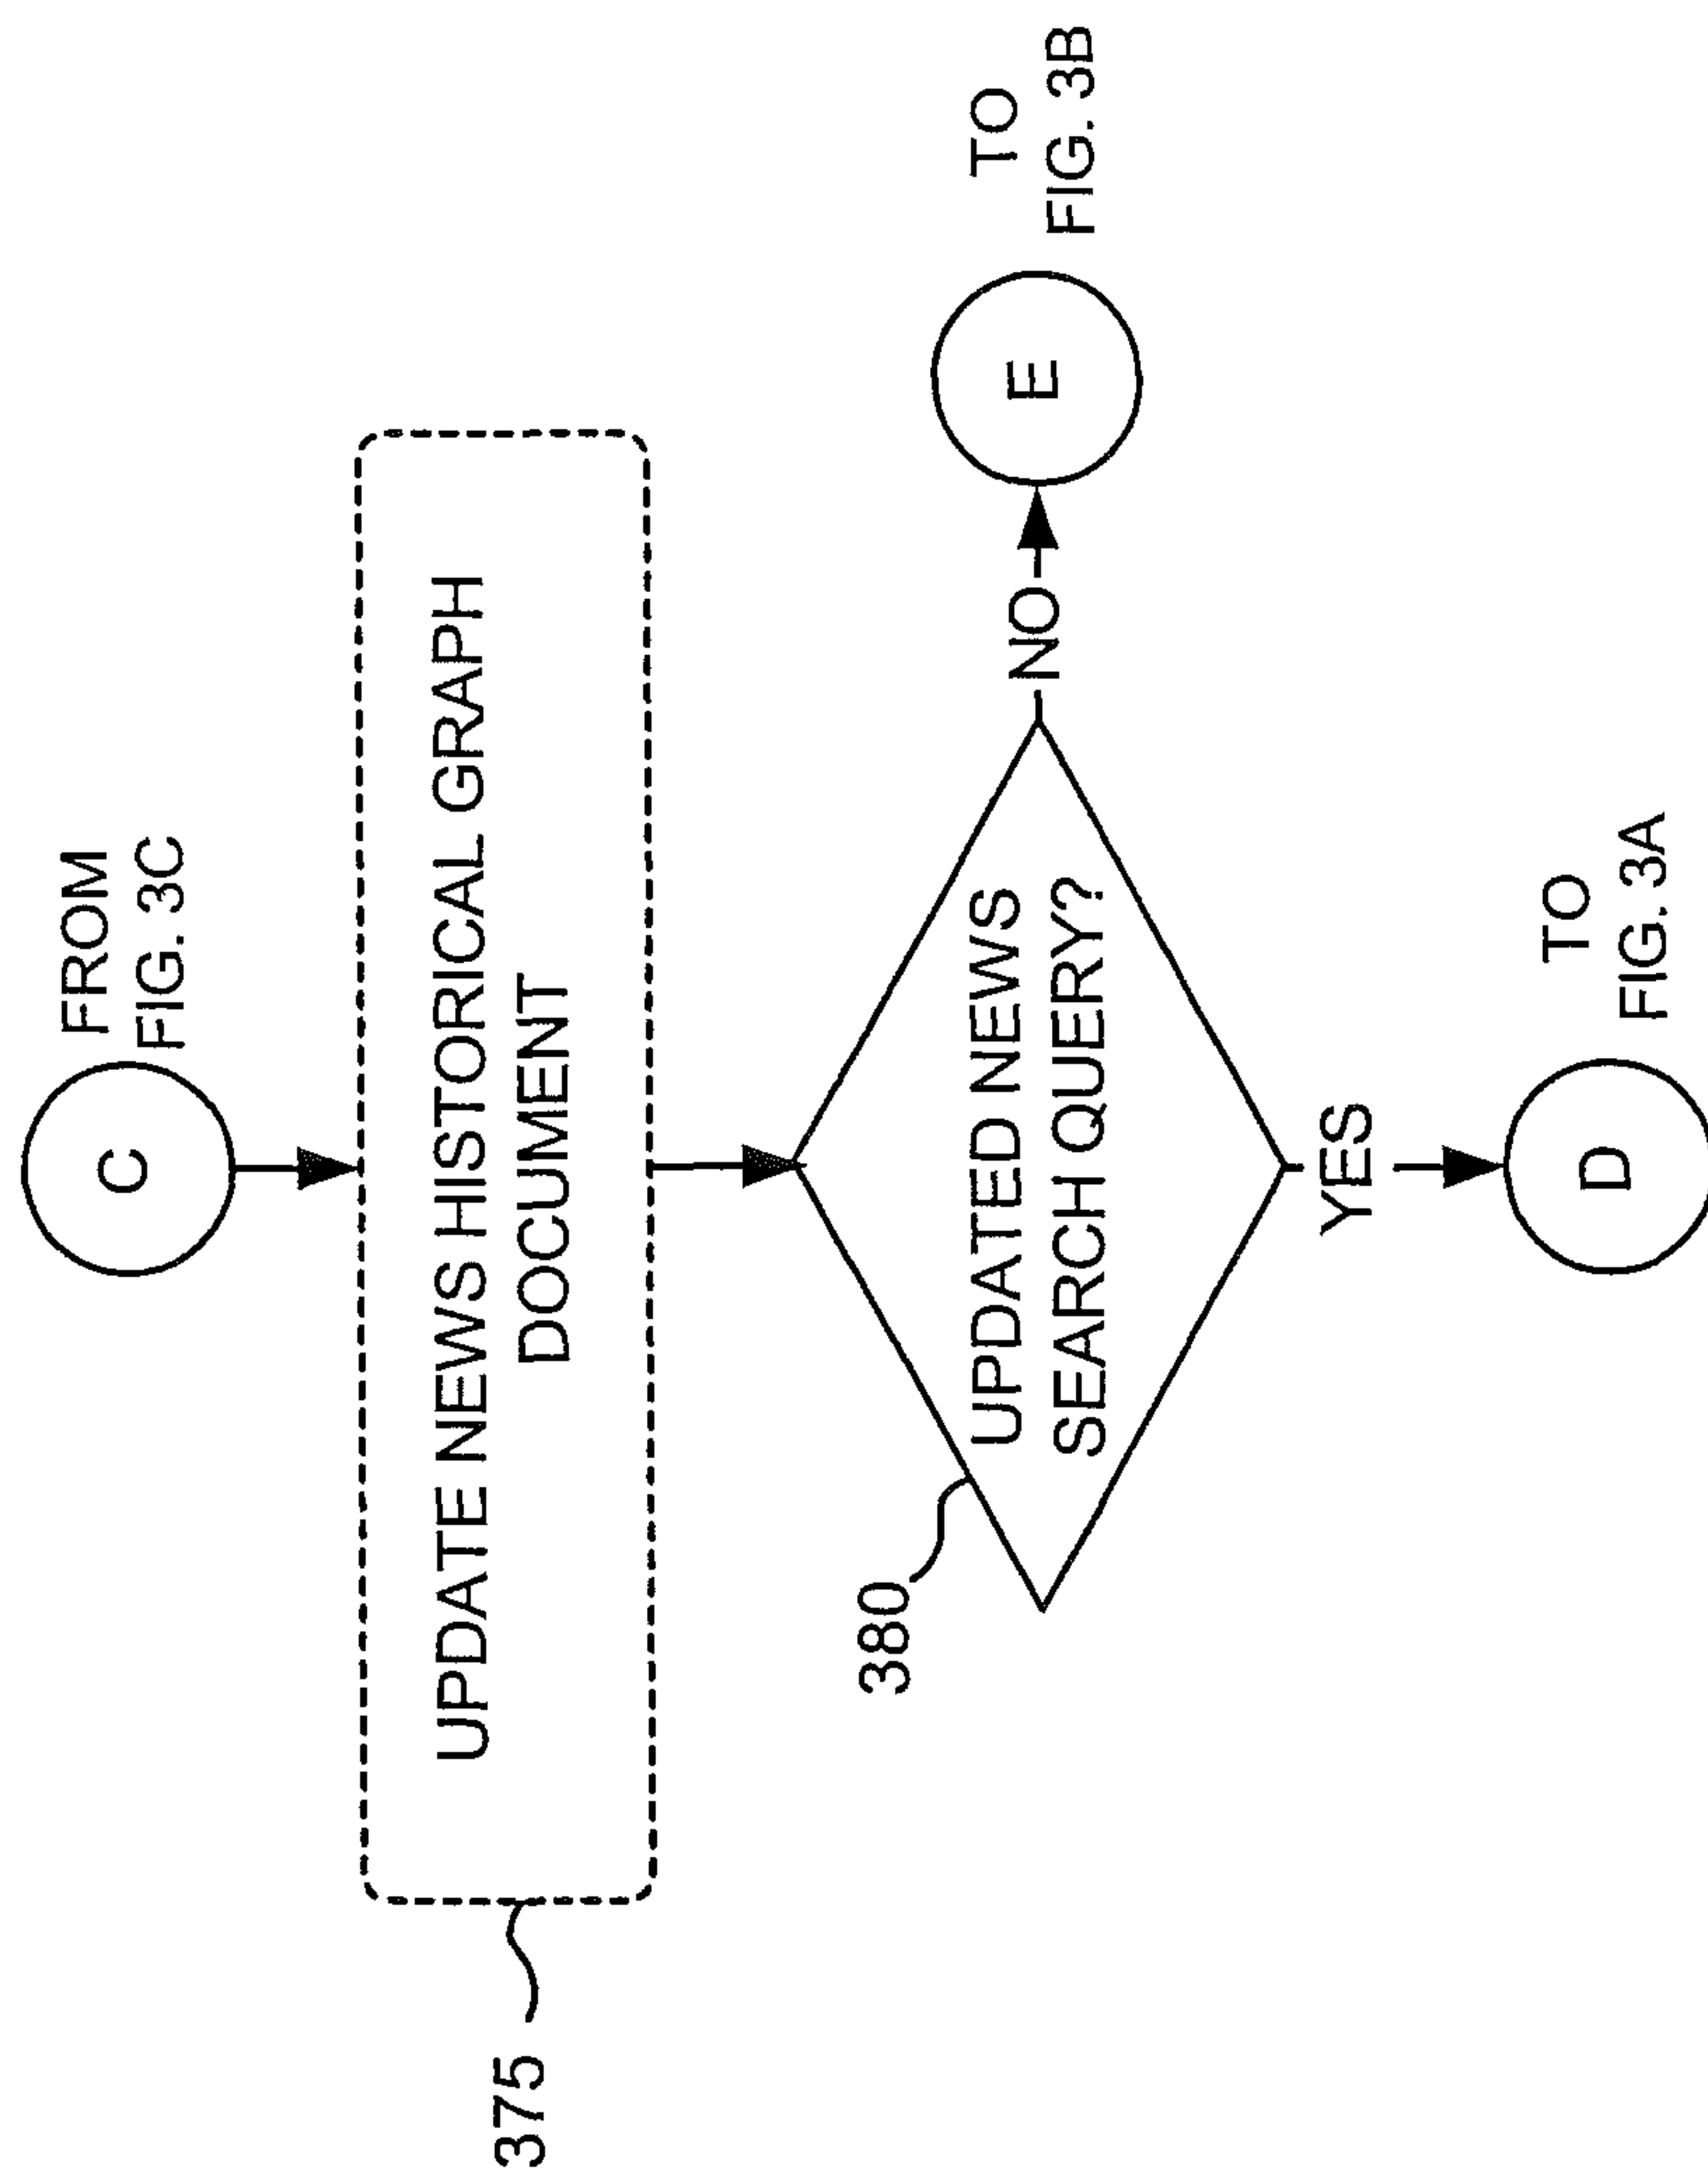 FROM
FIG. 3C
C
UPDATE NEWS HISTORICAL GRAPH
DOCUMENT
375
380
UPDATED NEWS
SEARCH QUERY?
NO
E
TO
FIG. 3B
YES
D
TO
FIG. 3A